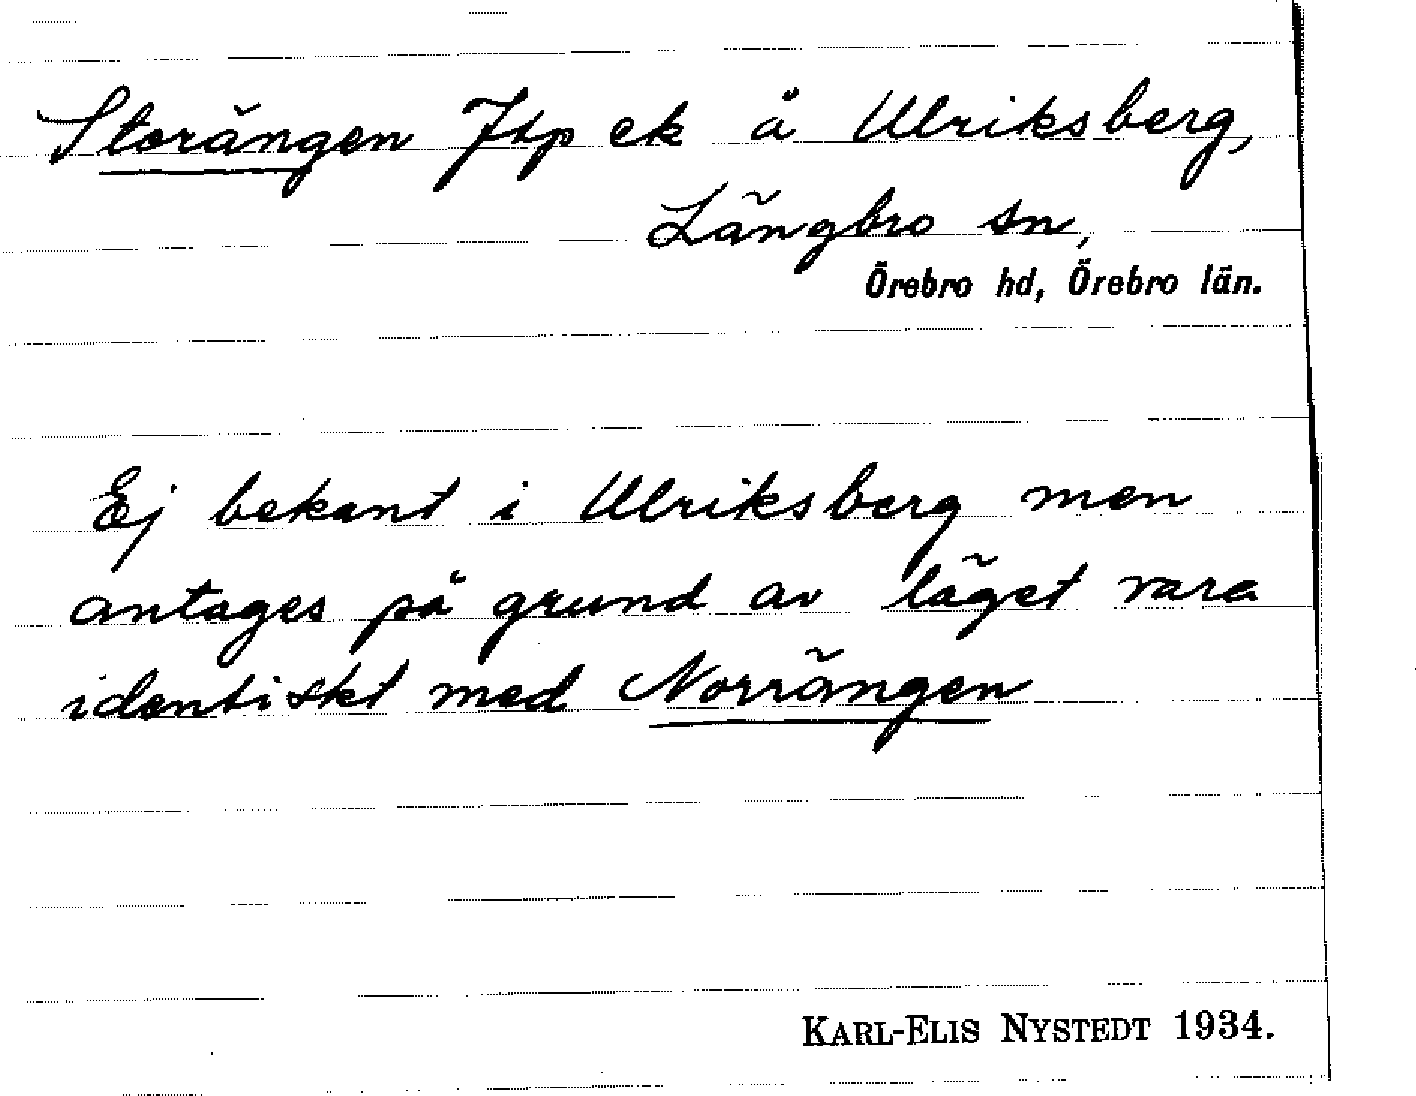 Storängen Jtp ek å Ulriksberg,
Längbro sn,
Örebro hd, Örebro län.
Ej bekant i Ulriksberg men
antages på grund av läget vara
identiskt med Norrängen
KARL-ELIS NYSTEDT 1934.